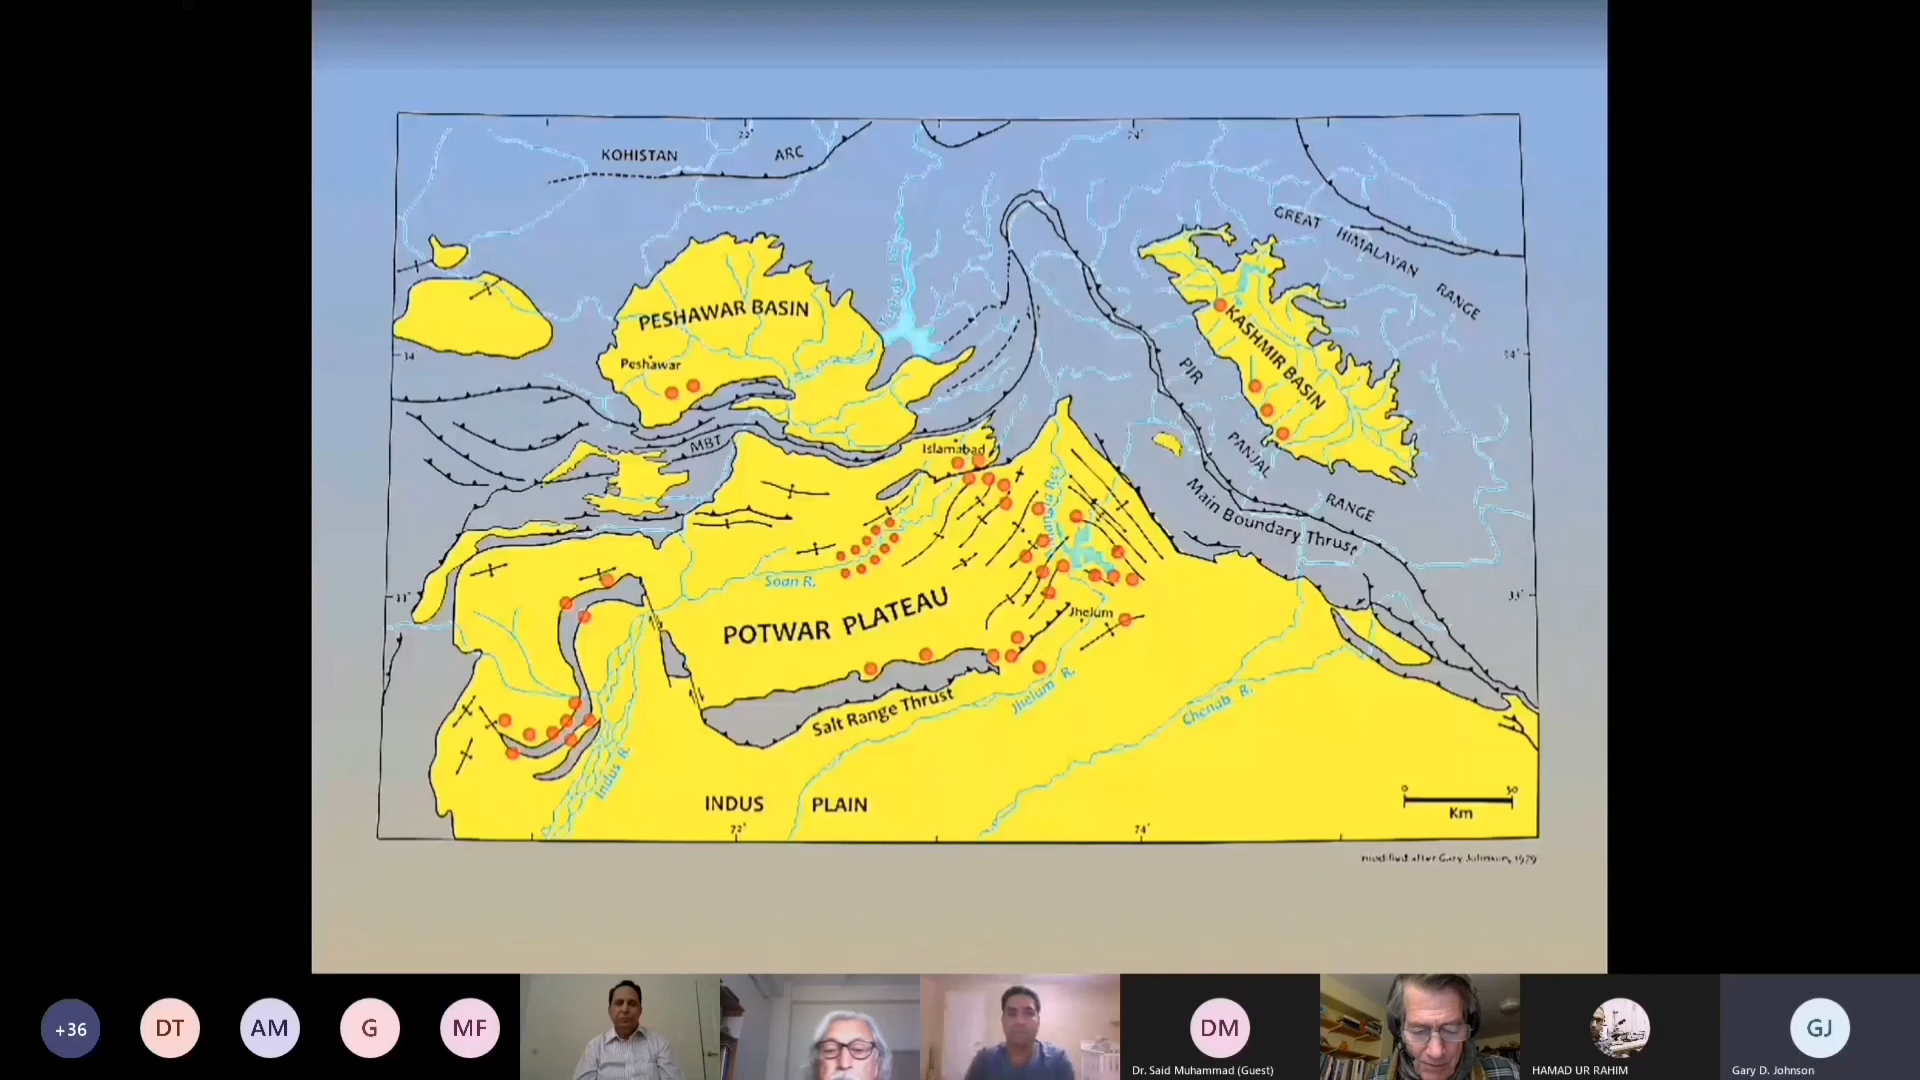 72°
74°
KOHISTAN ARC
GREAT HIMALAYAN RANGE
PESHAWAR BASIN
Peshawar
34
34°
KASHMIR BASIN
PIR PANJAL RANGE
MBT
Islamabad
Main Boundary Thrust
Soan R.
33°
33°
POTWAR PLATEAU
Jhelum
Salt Range Thrust
Jhelum R.
Chenab R.
Indus R.
INDUS PLAIN
0 50
Km
72°
74°
modified after Gary Johnson, 1979
+36
DT
AM
G
MF
DM
Dr. Said Muhammad (Guest)
HAMAD UR RAHIM
GJ
Gary D. Johnson